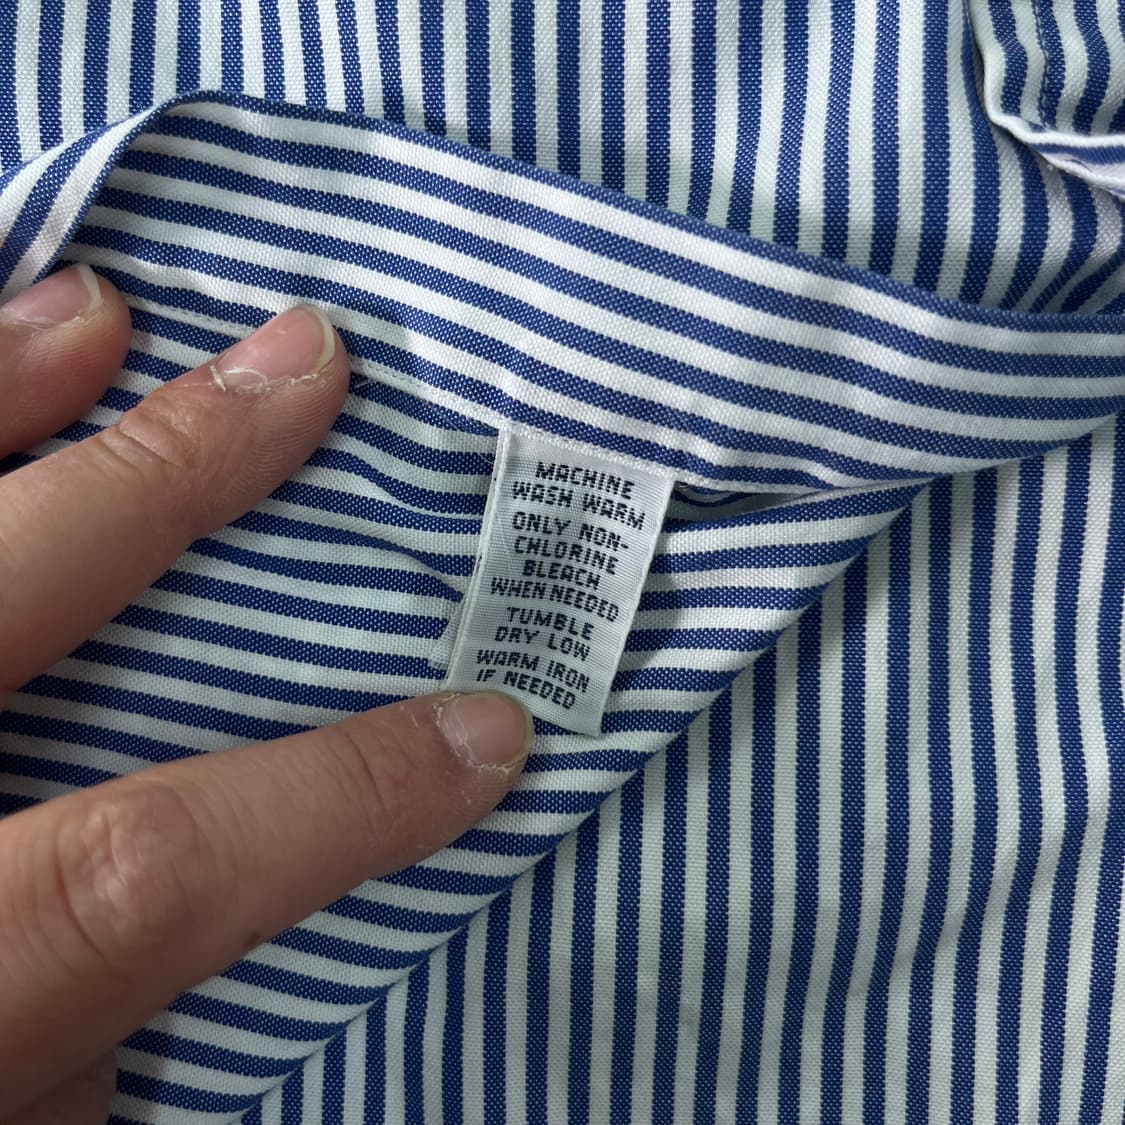 MACHINE
WASH WARM
ONLY NON-
CHLORINE
BLEACH
WHEN NEEDED
TUMBLE
DRY LOW
WARM IRON
IF NEEDED